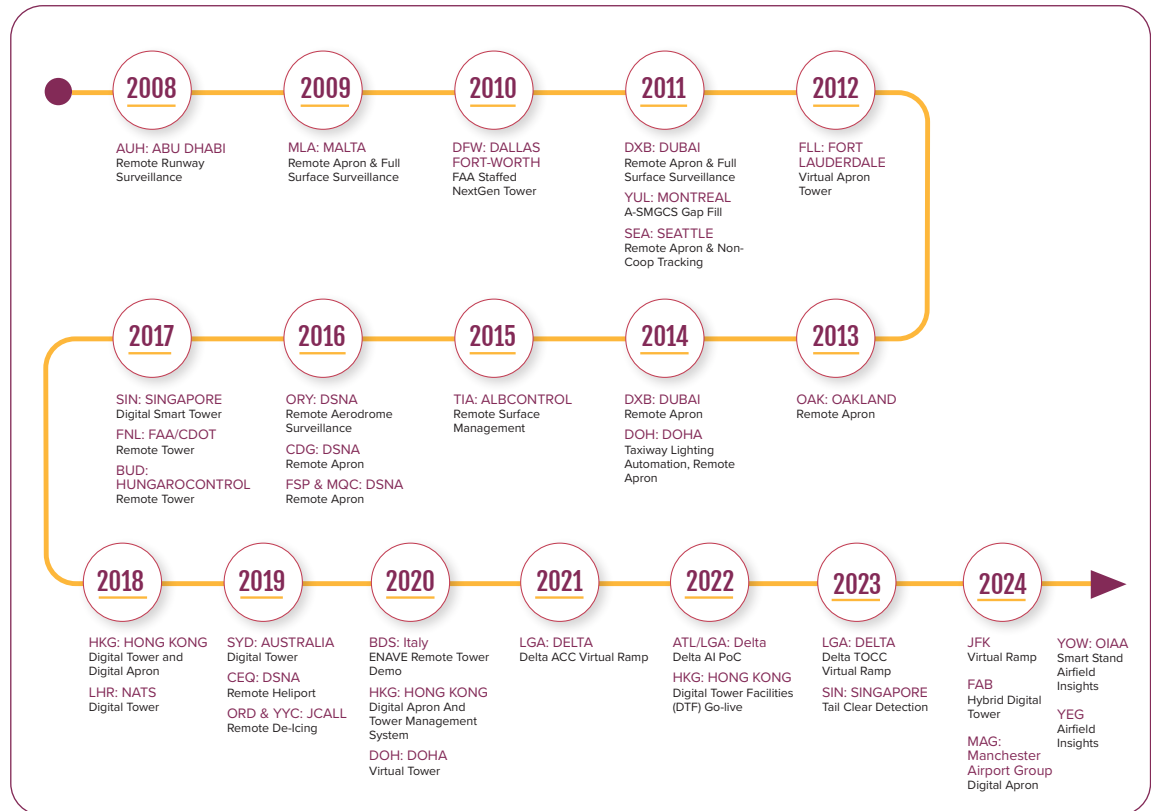 2008
AUH: ABU DHABI
Remote Runway
Surveillance
2009
MLA: MALTA
Remote Apron & Full
Surface Surveillance
2010
DFW: DALLAS
FORT-WORTH
FAA Staffed
NextGen Tower
2011
DXB: DUBAI
Remote Apron & Full
Surface Surveillance
YUL: MONTREAL
A-SMGCS Gap Fill
SEA: SEATTLE
Remote Apron & Non-
Coop Tracking
2012
FLL: FORT
LAUDERDALE
Virtual Apron
Tower
2013
OAK: OAKLAND
Remote Apron
2014
DXB: DUBAI
Remote Apron
DOH: DOHA
Taxiway Lighting
Automation, Remote
Apron
2015
TIA: ALBCONTROL
Remote Surface
Management
2016
ORY: DSNA
Remote Aerodrome
Surveillance
CDG: DSNA
Remote Apron
FSP & MQC: DSNA
Remote Apron
2017
SIN: SINGAPORE
Digital Smart Tower
FNL: FAA/CDOT
Remote Tower
BUD:
HUNGAROCONTROL
Remote Tower
2018
HKG: HONG KONG
Digital Tower and
Digital Apron
LHR: NATS
Digital Tower
2019
SYD: AUSTRALIA
Digital Tower
CEQ: DSNA
Remote Heliport
ORD & YYC: JCALL
Remote De-Icing
2020
BDS: Italy
ENAVE Remote Tower
Demo
HKG: HONG KONG
Digital Apron And
Tower Management
System
DOH: DOHA
Virtual Tower
2021
LGA: DELTA
Delta ACC Virtual Ramp
2022
ATL/LGA: Delta
Delta AI PoC
HKG: HONG KONG
Digital Tower Facilities
(DTF) Go-live
2023
LGA: DELTA
Delta TOCC
Virtual Ramp
SIN: SINGAPORE
Tail Clear Detection
2024
JFK
Virtual Ramp
FAB
Hybrid Digital
Tower
MAG:
Manchester
Airport Group
Digital Apron
YOW: OIAA
Smart Stand
Airfield
Insights
YEG
Airfield
Insights